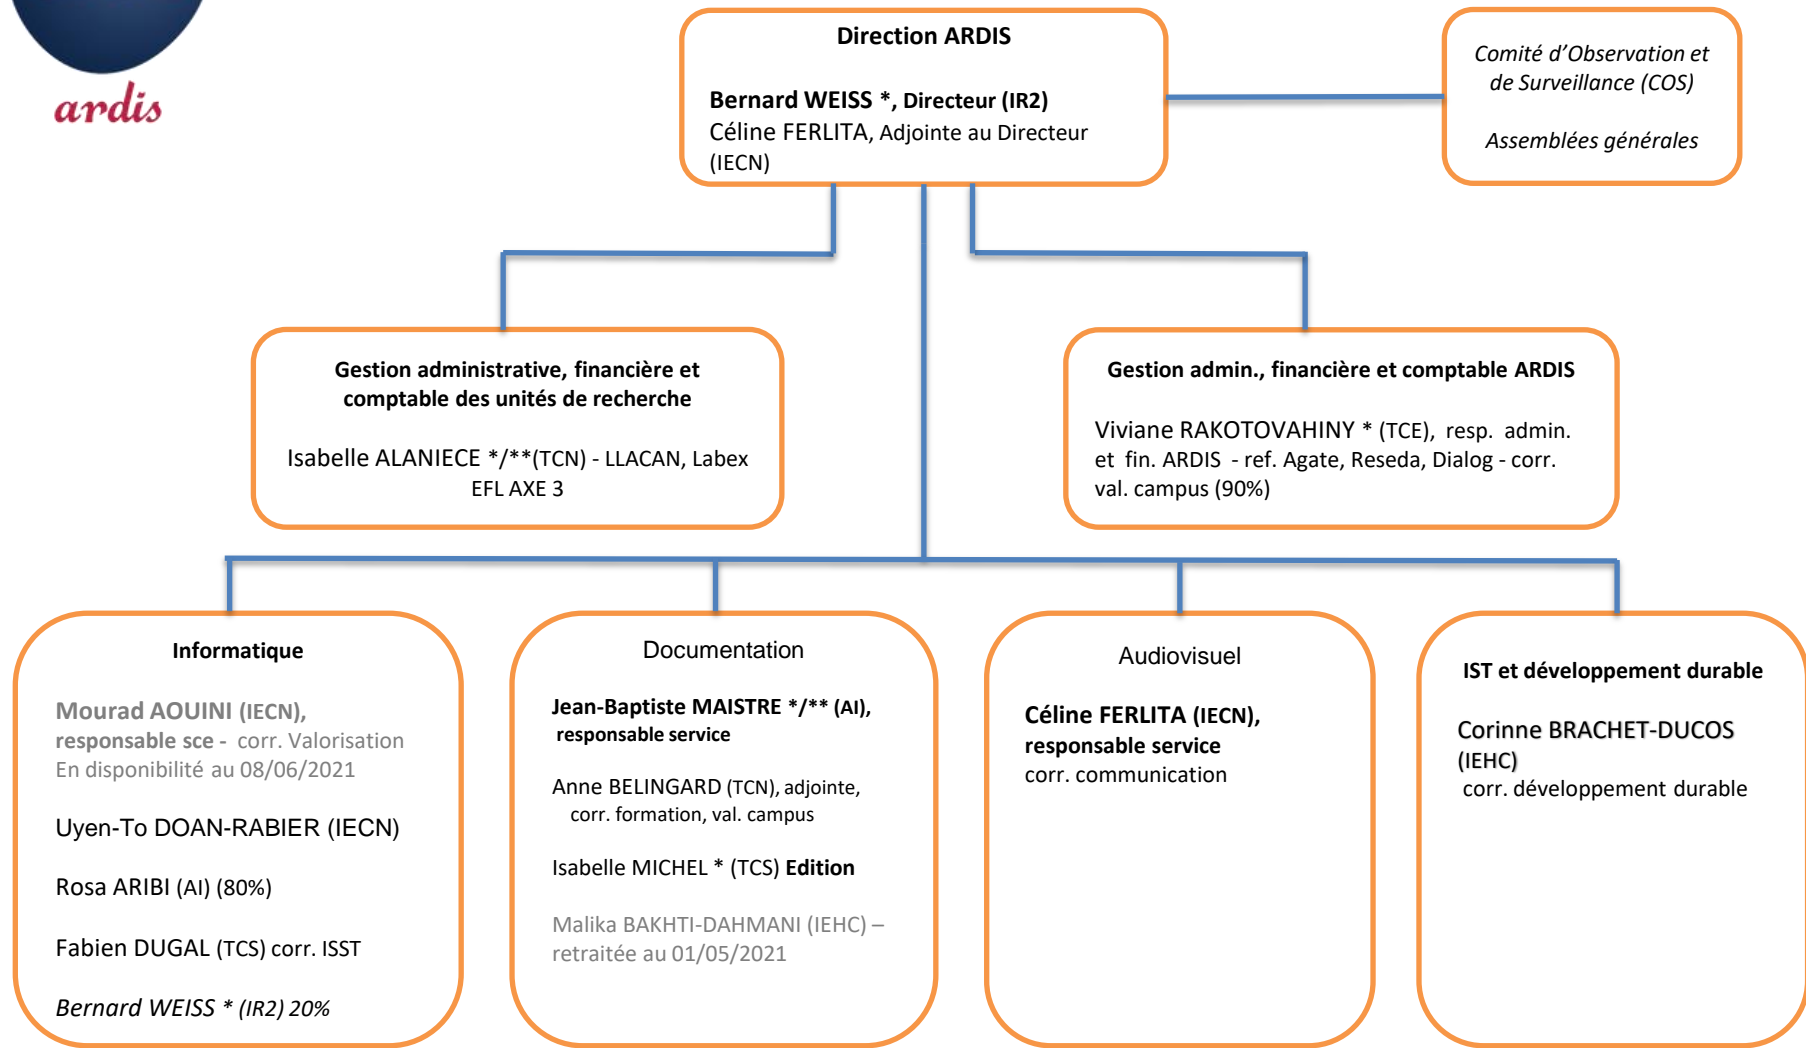 ardis
Direction ARDIS
Bernard WEISS *, Directeur (IR2)
Céline FERLITA, Adjointe au Directeur
(IECN)
Comité d’Observation et
de Surveillance (COS)
Assemblées générales
Gestion administrative, financière et
comptable des unités de recherche
Isabelle ALANIECE */**(TCN) - LLACAN, Labex
EFL AXE 3
Gestion admin., financière et comptable ARDIS
Viviane RAKOTOVAHINY * (TCE), resp. admin.
et fin. ARDIS - ref. Agate, Reseda, Dialog - corr.
val. campus (90%)
Informatique
Mourad AOUINI (IECN),
responsable sce - corr. Valorisation
En disponibilité au 08/06/2021
Uyen-To DOAN-RABIER (IECN)
Rosa ARIBI (AI) (80%)
Fabien DUGAL (TCS) corr. ISST
Bernard WEISS * (IR2) 20%
Documentation
Jean-Baptiste MAISTRE */** (AI),
responsable service
Anne BELINGARD (TCN), adjointe,
corr. formation, val. campus
Isabelle MICHEL * (TCS) Edition
Malika BAKHTI-DAHMANI (IEHC) –
retraitée au 01/05/2021
Audiovisuel
Céline FERLITA (IECN),
responsable service
corr. communication
IST et développement durable
Corinne BRACHET-DUCOS
(IEHC)
corr. développement durable